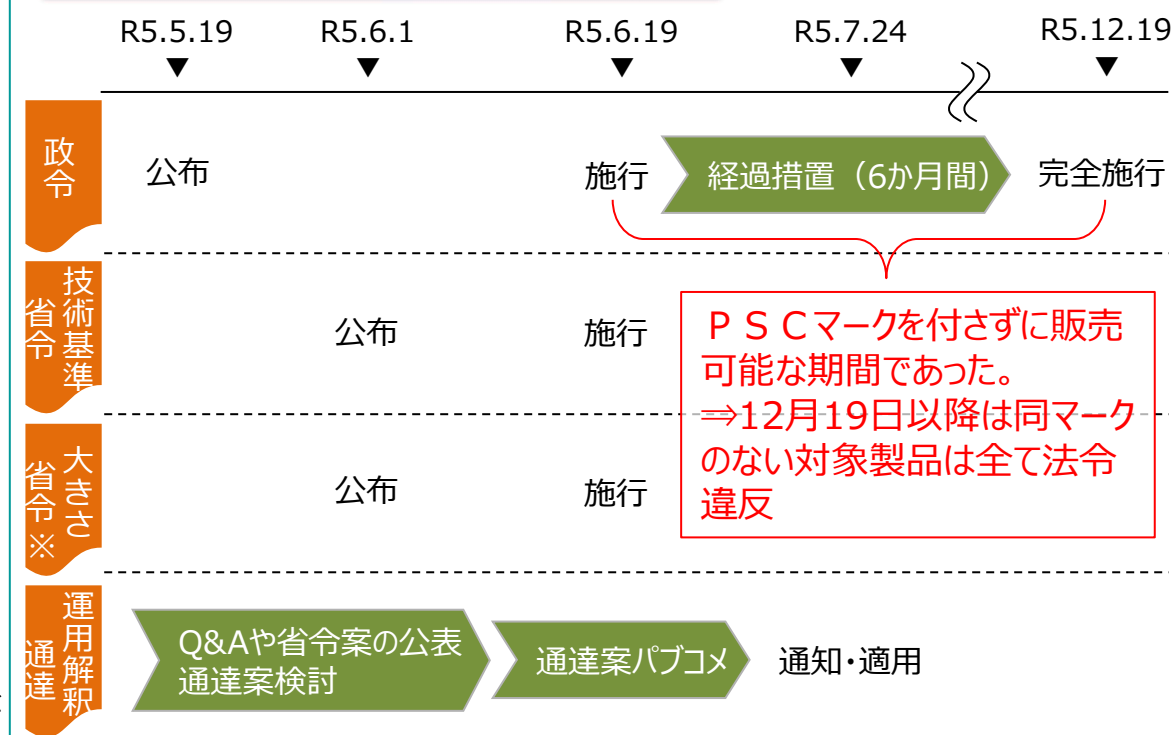 R5.5.19 R5.6.1 R5.6.19 R5.7.24 R5.12.19
▼ ▼ ▼ ▼ ▼
政令
公布 施行 経過措置（6か月間） 完全施行
技術基準省令
公布 施行
ＰＳＣマークを付さずに販売
可能な期間であった。
⇒12月19日以降は同マーク
のない対象製品は全て法令
違反
大きさ省令※
公布 施行
運用解釈通達
Q&Aや省令案の公表
通達案検討
通達案パブコメ
通知・適用